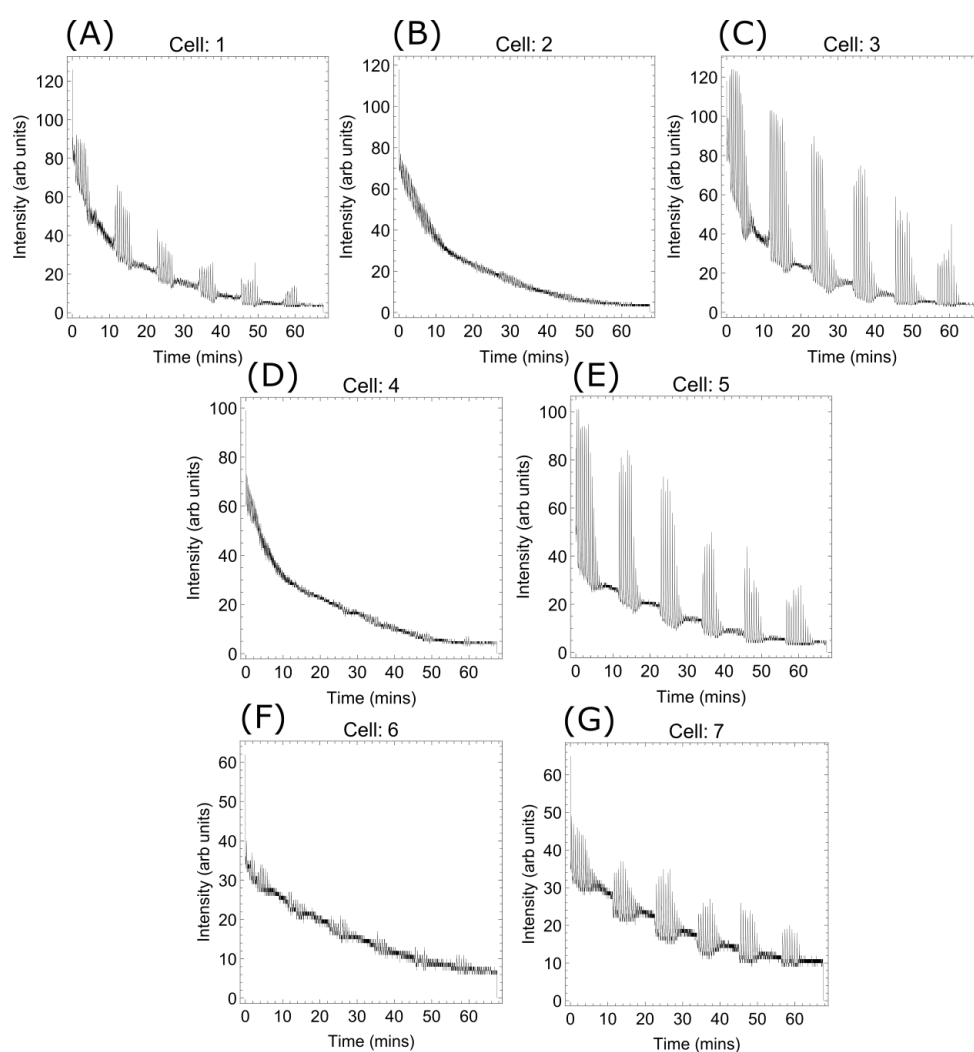 (A) Cell: 1
Intensity (arb units)
120
100
80
60
40
20
0
0 10 20 30 40 50 60
Time (mins)
(B) Cell: 2
Intensity (arb units)
120
100
80
60
40
20
0
0 10 20 30 40 50 60
Time (mins)
(C) Cell: 3
Intensity (arb units)
120
100
80
60
40
20
0
0 10 20 30 40 50 60
Time (mins)
(D) Cell: 4
Intensity (arb units)
100
80
60
40
20
0
0 10 20 30 40 50 60
Time (mins)
(E) Cell: 5
Intensity (arb units)
100
80
60
40
20
0
0 10 20 30 40 50 60
Time (mins)
(F) Cell: 6
Intensity (arb units)
60
50
40
30
20
10
0
0 10 20 30 40 50 60
Time (mins)
(G) Cell: 7
Intensity (arb units)
60
50
40
30
20
10
0
0 10 20 30 40 50 60
Time (mins)